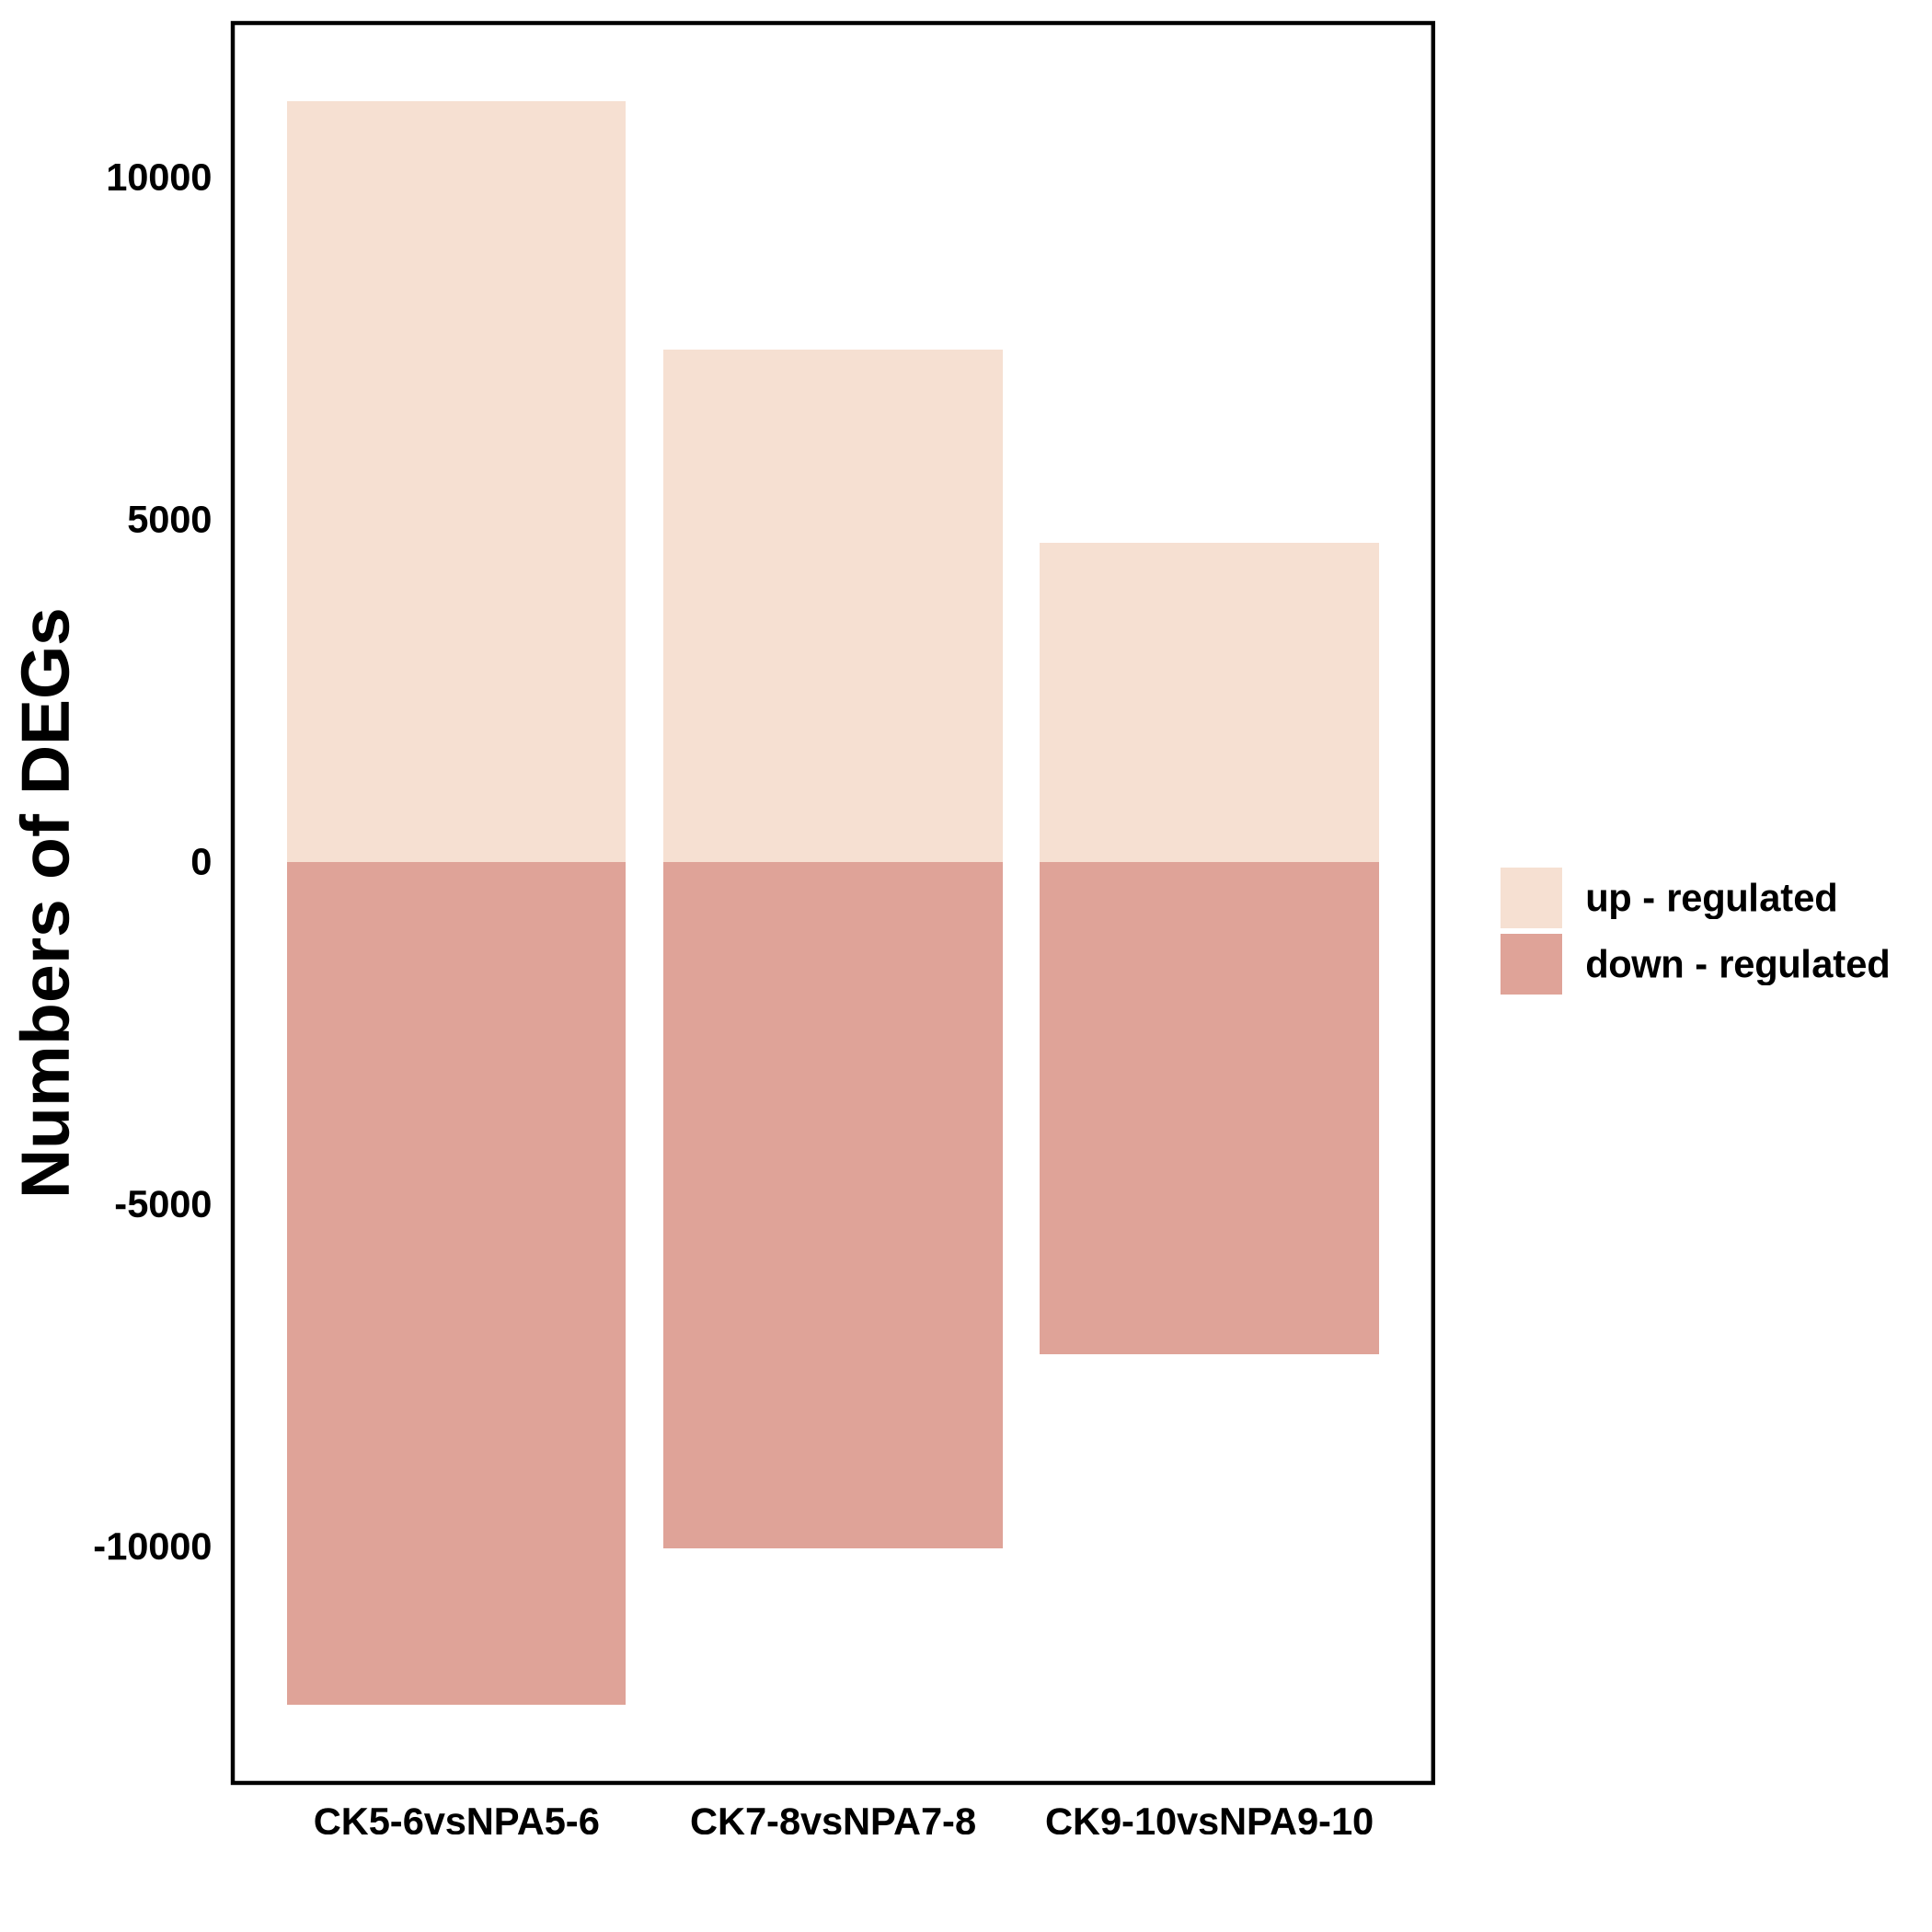 Numbers of DEGs
10000
5000
0
-5000
-10000
CK5-6vsNPA5-6
CK7-8vsNPA7-8
CK9-10vsNPA9-10
up - regulated
down - regulated